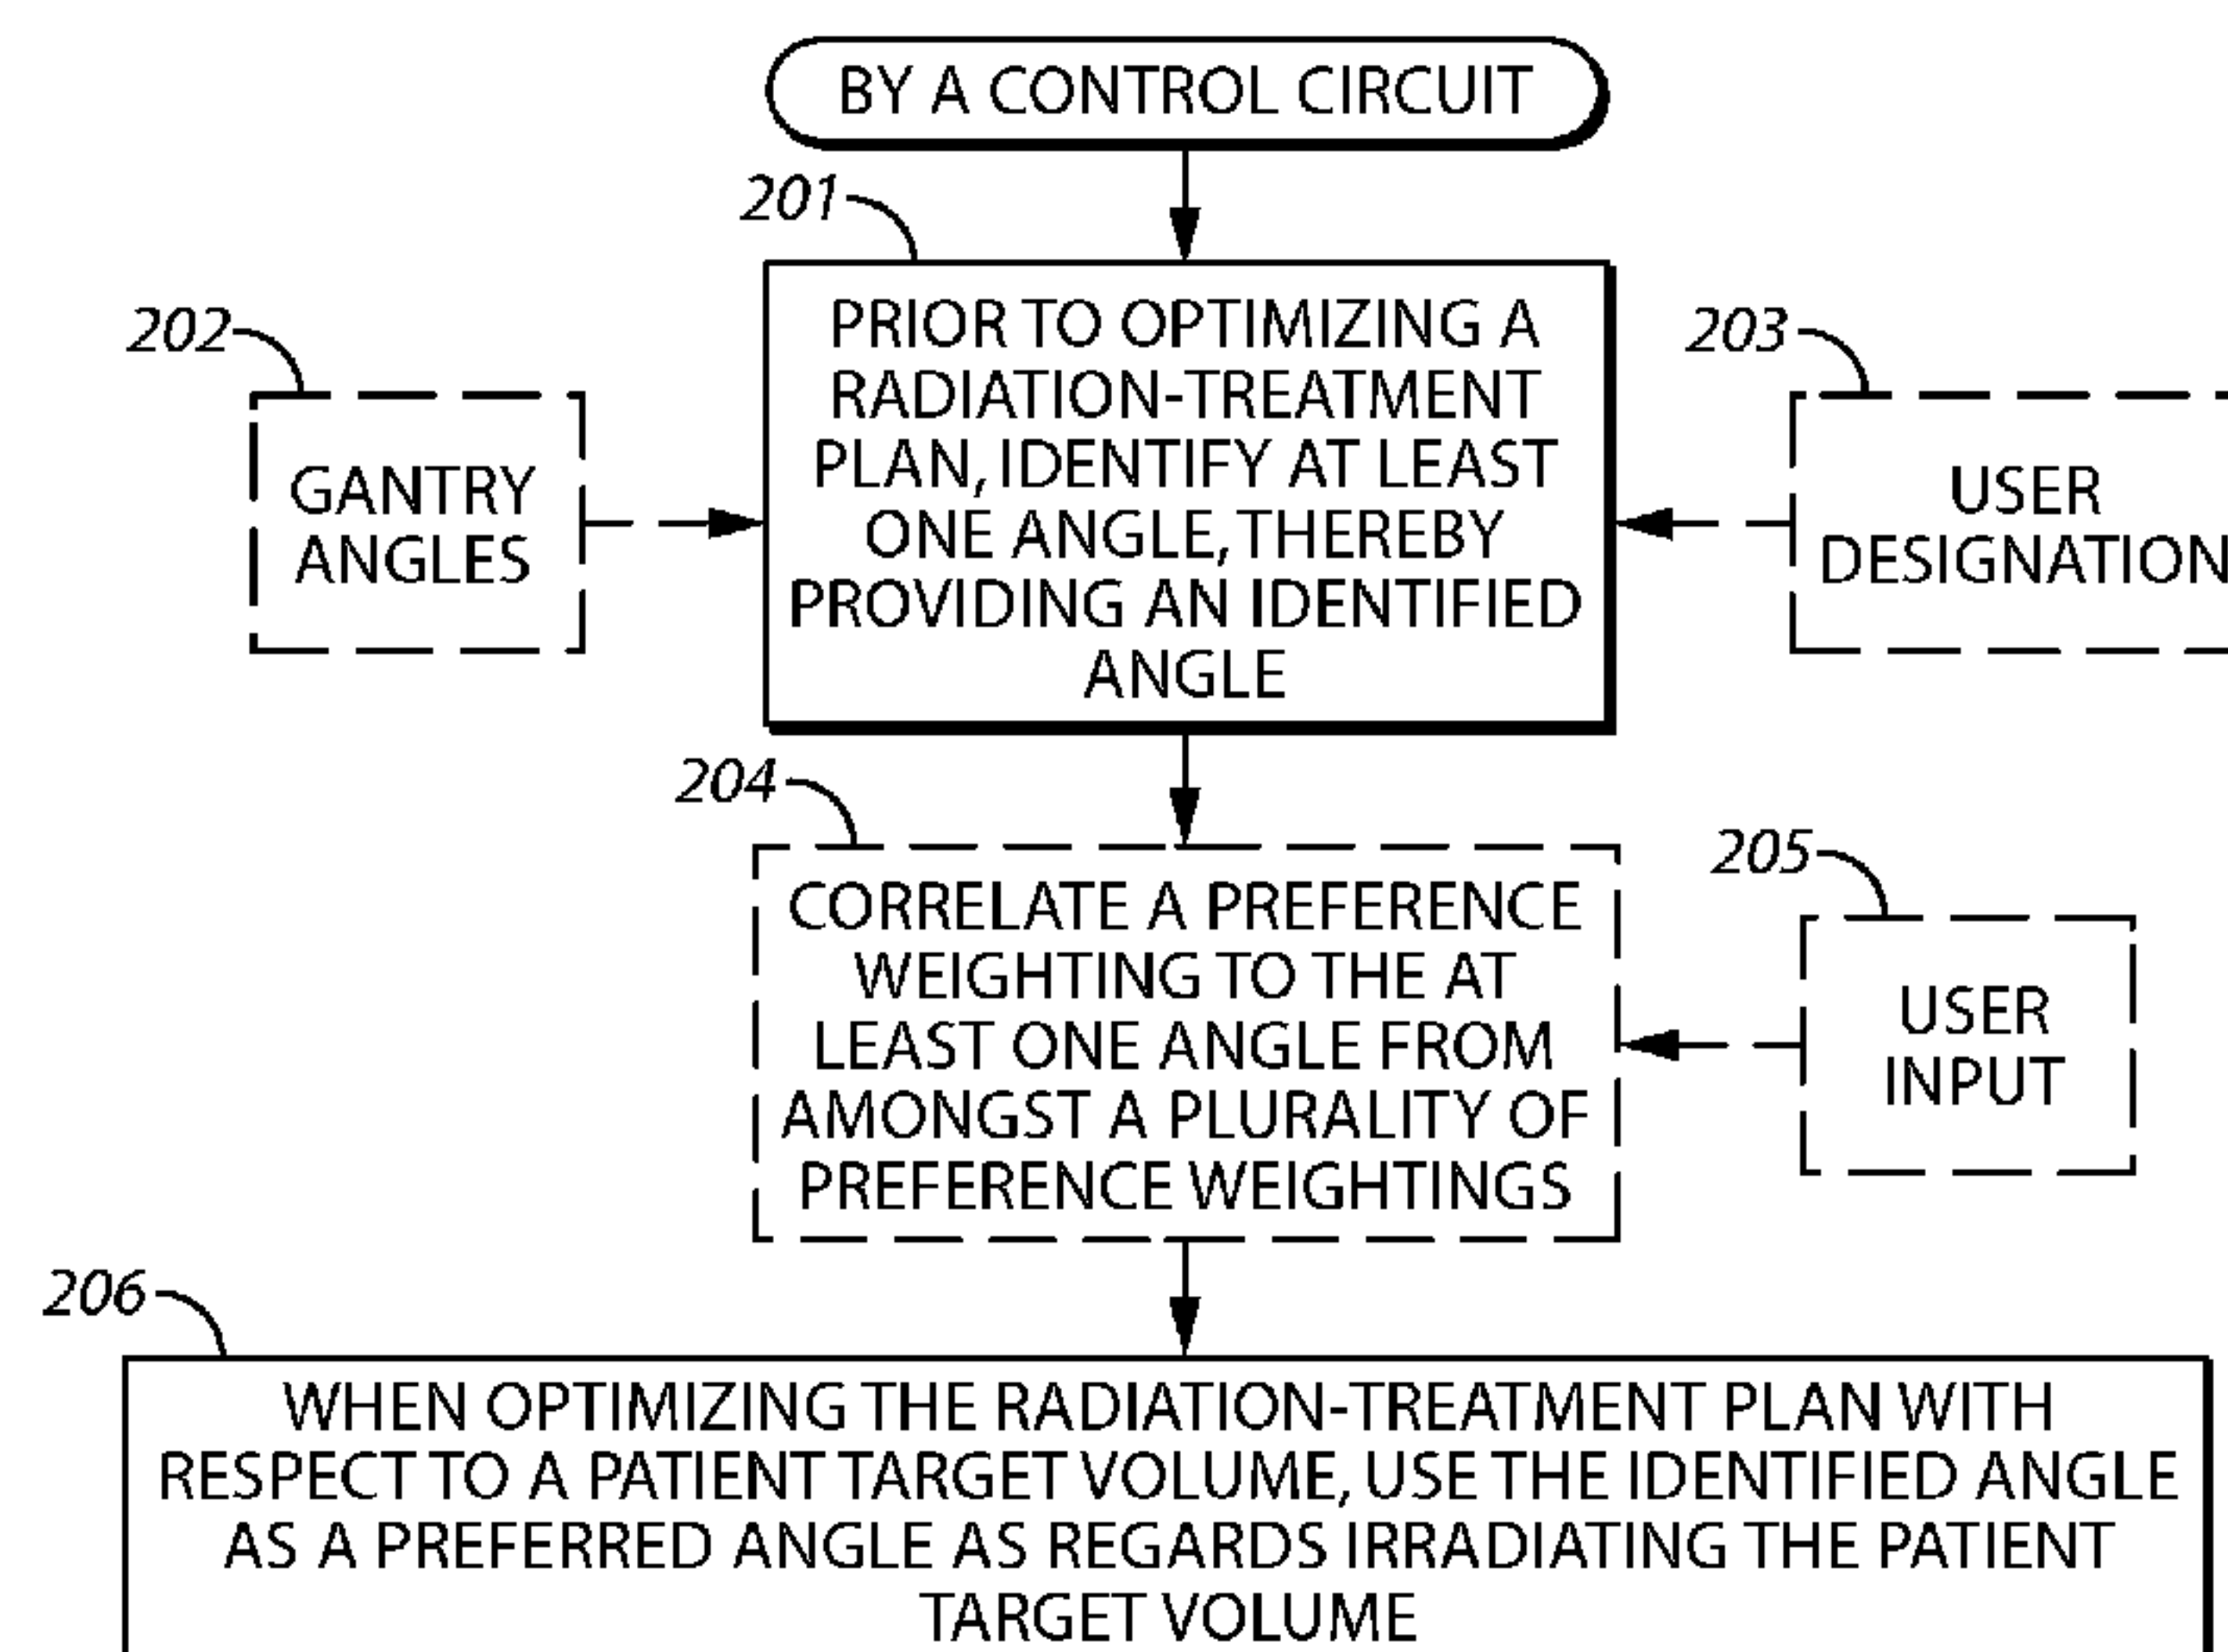 BY A CONTROL CIRCUIT
201
PRIOR TO OPTIMIZING A
RADIATION-TREATMENT
PLAN, IDENTIFY AT LEAST
ONE ANGLE, THEREBY
PROVIDING AN IDENTIFIED
ANGLE
202
GANTRY
ANGLES
203
USER
DESIGNATION
204
CORRELATE A PREFERENCE
WEIGHTING TO THE AT
LEAST ONE ANGLE FROM
AMONGST A PLURALITY OF
PREFERENCE WEIGHTINGS
205
USER
INPUT
206
WHEN OPTIMIZING THE RADIATION-TREATMENT PLAN WITH
RESPECT TO A PATIENT TARGET VOLUME, USE THE IDENTIFIED ANGLE
AS A PREFERRED ANGLE AS REGARDS IRRADIATING THE PATIENT
TARGET VOLUME